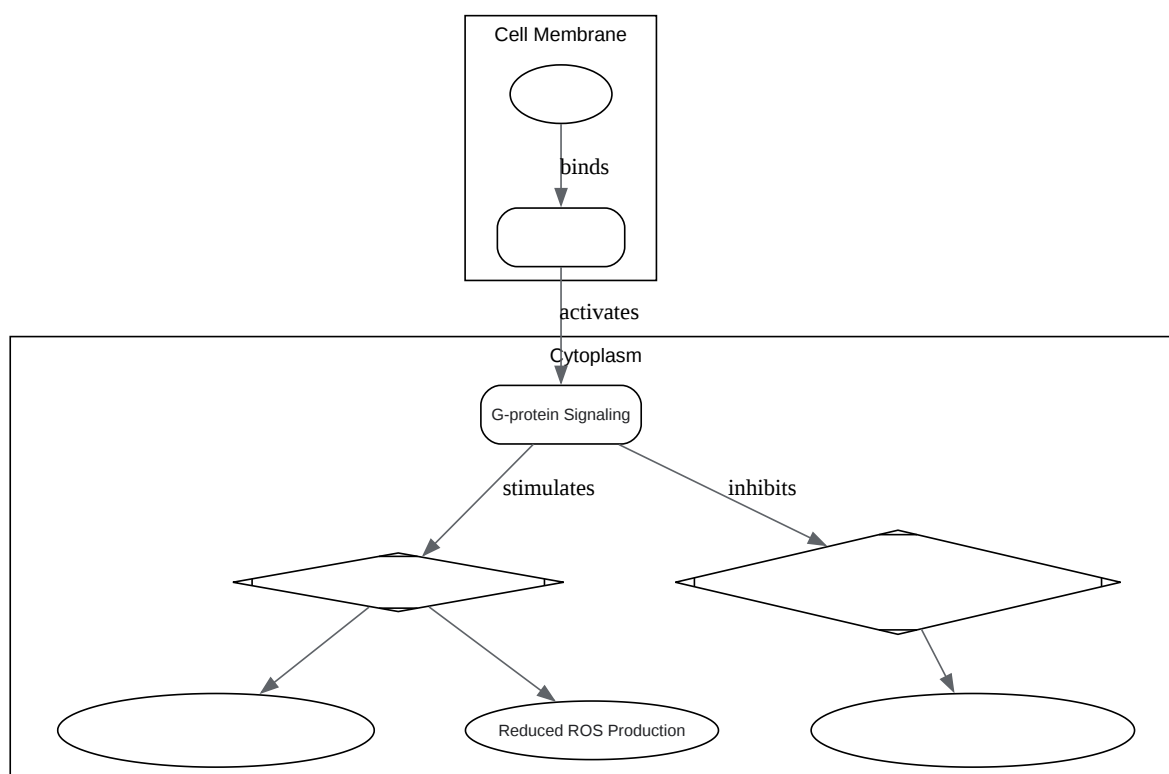 Cell Membrane
binds
activates
Cytoplasm
G-protein Signaling
stimulates
inhibits
Reduced ROS Production